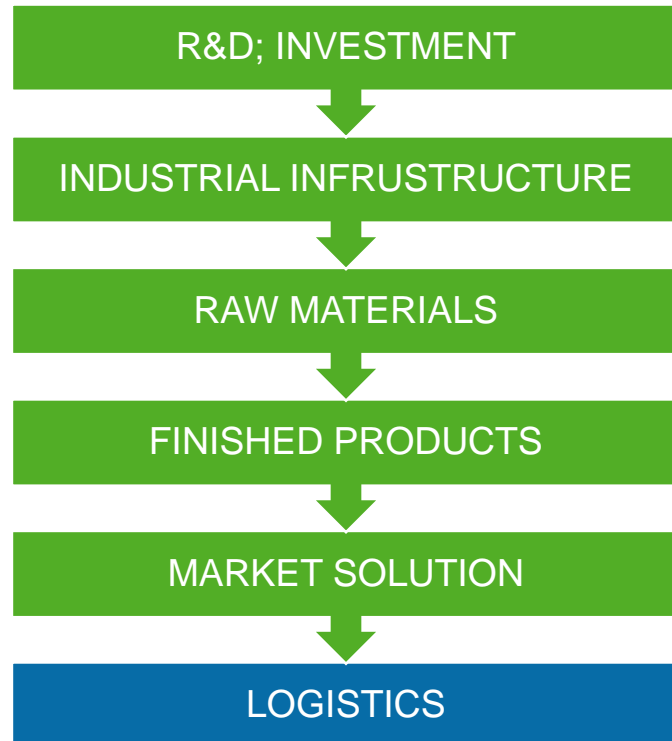 R&D; INVESTMENT
INDUSTRIAL INFRUSTRUCTURE
RAW MATERIALS
FINISHED PRODUCTS
MARKET SOLUTION
LOGISTICS